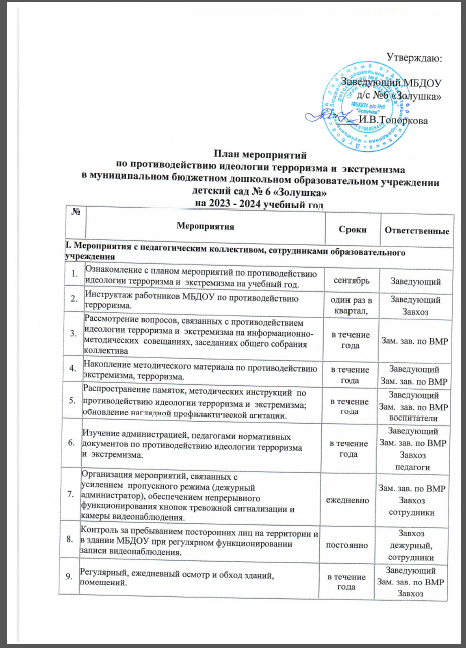 Утверждаю:
Заведующий МБДОУ
д/с №6 «Золушка»
И.В.Топоркова
План мероприятий
по противодействию идеологии терроризма и экстремизма
в муниципальном бюджетном дошкольном образовательном учреждении
детский сад № 6 «Золушка»
на 2023 - 2024 учебный год
№ Мероприятия Сроки Ответственные
I. Мероприятия с педагогическим коллективом, сотрудниками образовательного
учреждения
1. Ознакомление с планом мероприятий по противодействию
идеологии терроризма и экстремизма на учебный год.
сентябрь
Заведующий
2. Инструктаж работников МБДОУ по противодействию
терроризма.
один раз в
квартал,
Заведующий
Завхоз
3. Рассмотрение вопросов, связанных с противодействием
идеологии терроризма и экстремизма на информационно-
методических совещаниях, заседаниях общего собрания
коллектива
в течение
года
Зам. зав. по ВМР
4. Накопление методического материала по противодействию
экстремизма, терроризма.
в течение
года
Заведующий
Зам. зав. по ВМР
5. Распространение памяток, методических инструкций по
противодействию идеологии терроризма и экстремизма;
обновление наглядной профилактической агитации.
в течение
года
Заведующий
Зам. зав. по ВМР
воспитатели
6. Изучение администрацией, педагогами нормативных
документов по противодействию идеологии терроризма
и экстремизма.
в течение
года
Заведующий
Зам. зав. по ВМР
Завхоз
педагоги
7. Организация мероприятий, связанных с
усилением пропускного режима (дежурный
администратор), обеспечением непрерывного
функционирования кнопок тревожной сигнализации и
камеры видеонаблюдения.
ежедневно
Зам. зав. по ВМР
Завхоз
сотрудники
8. Контроль за пребыванием посторонних лиц на территории и
в здании МБДОУ при регулярном функционировании
записи видеонаблюдения.
постоянно
Завхоз
дежурный,
сотрудники
9. Регулярный, ежедневный осмотр и обход зданий,
помещений.
в течение
года
Заведующий
Зам. зав. по ВМР
Завхоз